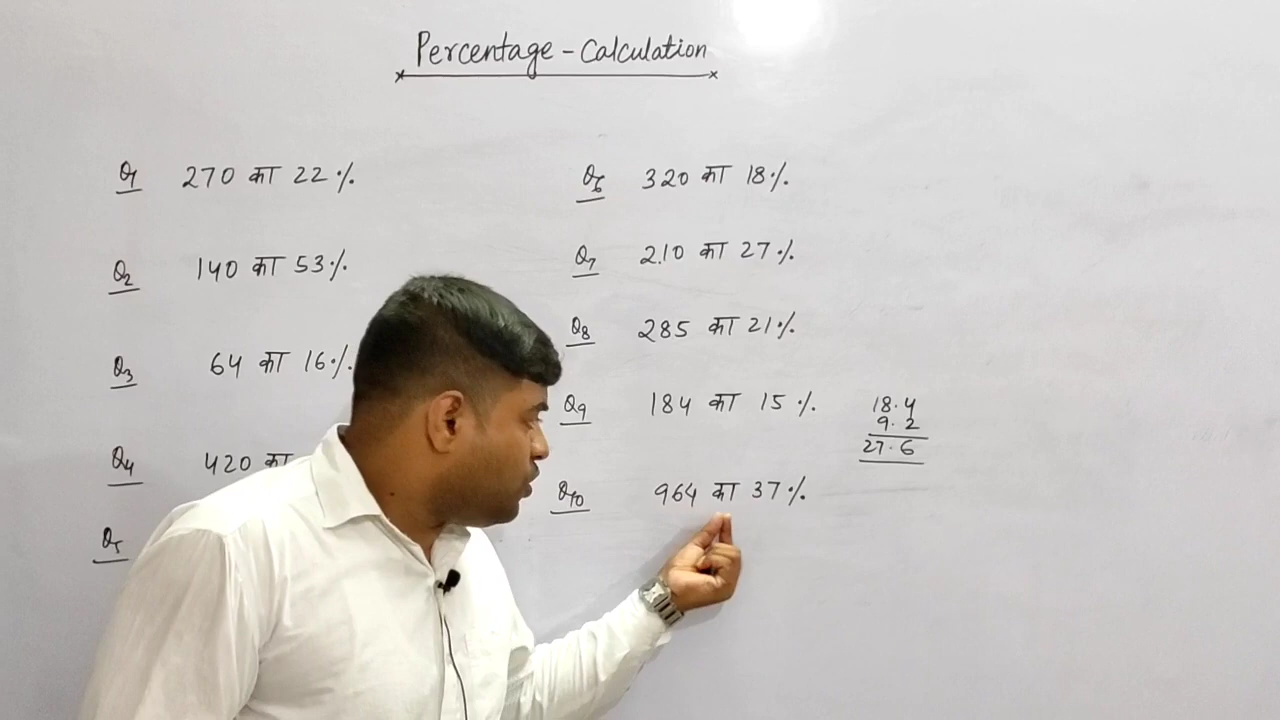 Percentage - Calculation
Q1 270 का 22%
Q2 140 का 53%
Q3 64 का 16%
Q4 420 का
Q5
Q6 320 का 18%
Q7 210 का 27%
Q8 285 का 21%
Q9 184 का 15%
18.4
9.2
27.6
Q10 964 का 37%